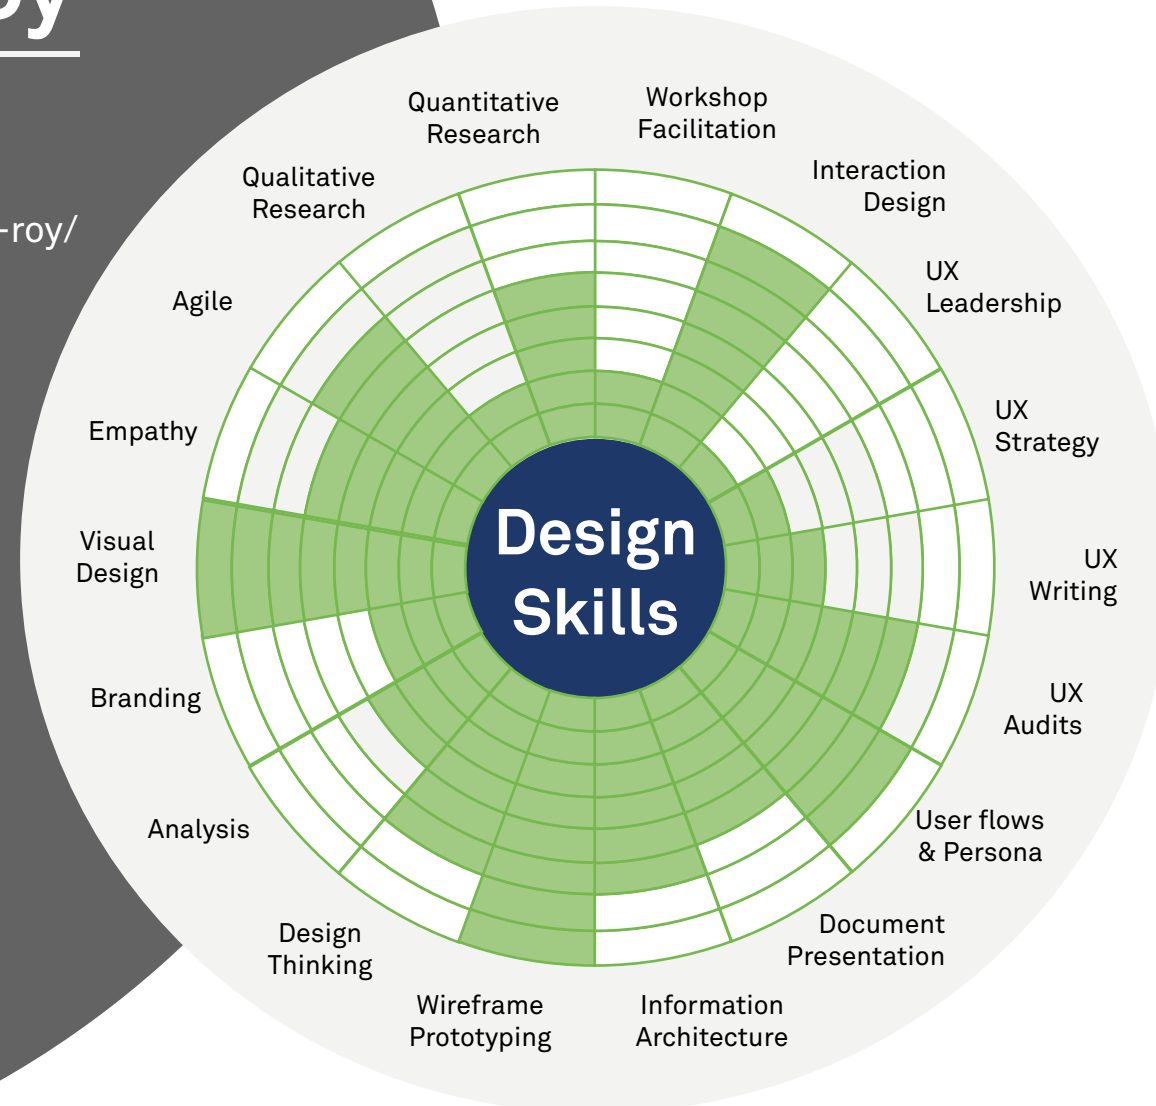 -roy/
Quantitative
Research
Workshop
Facilitation
Interaction
Design
UX
Leadership
UX
Strategy
UX
Writing
UX
Audits
User flows
& Persona
Document
Presentation
Information
Architecture
Wireframe
Prototyping
Design
Thinking
Analysis
Branding
Visual
Design
Empathy
Agile
Qualitative
Research
Design
Skills